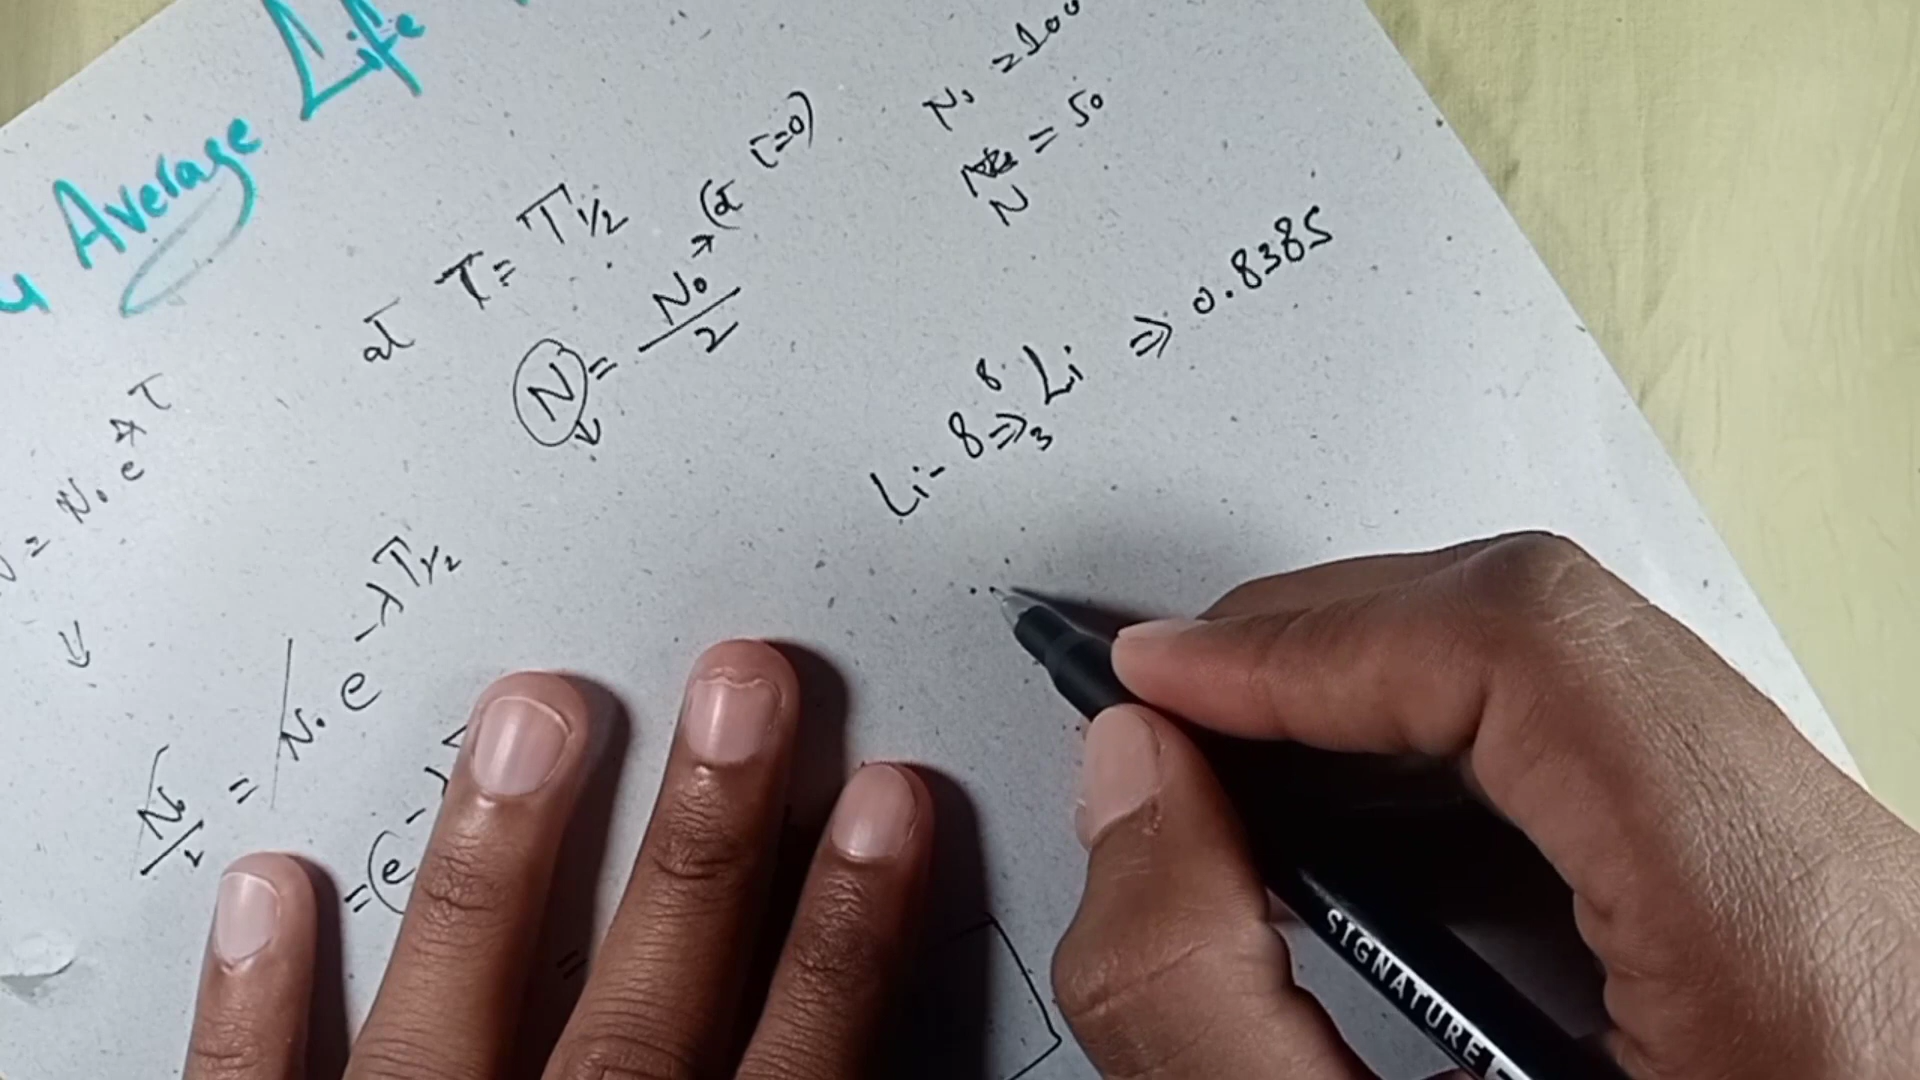 Average Life
at T = T1/2
N = N₀/2 → (at t=0)
N₀ = 100
N = 50
Li-8 ⇒ ⁸₃Li ⇒ 0.838s
= N₀ e^-λt
N₀/2 = N₀ e^-λT1/2
= e^-λ
=
SIGNATURE